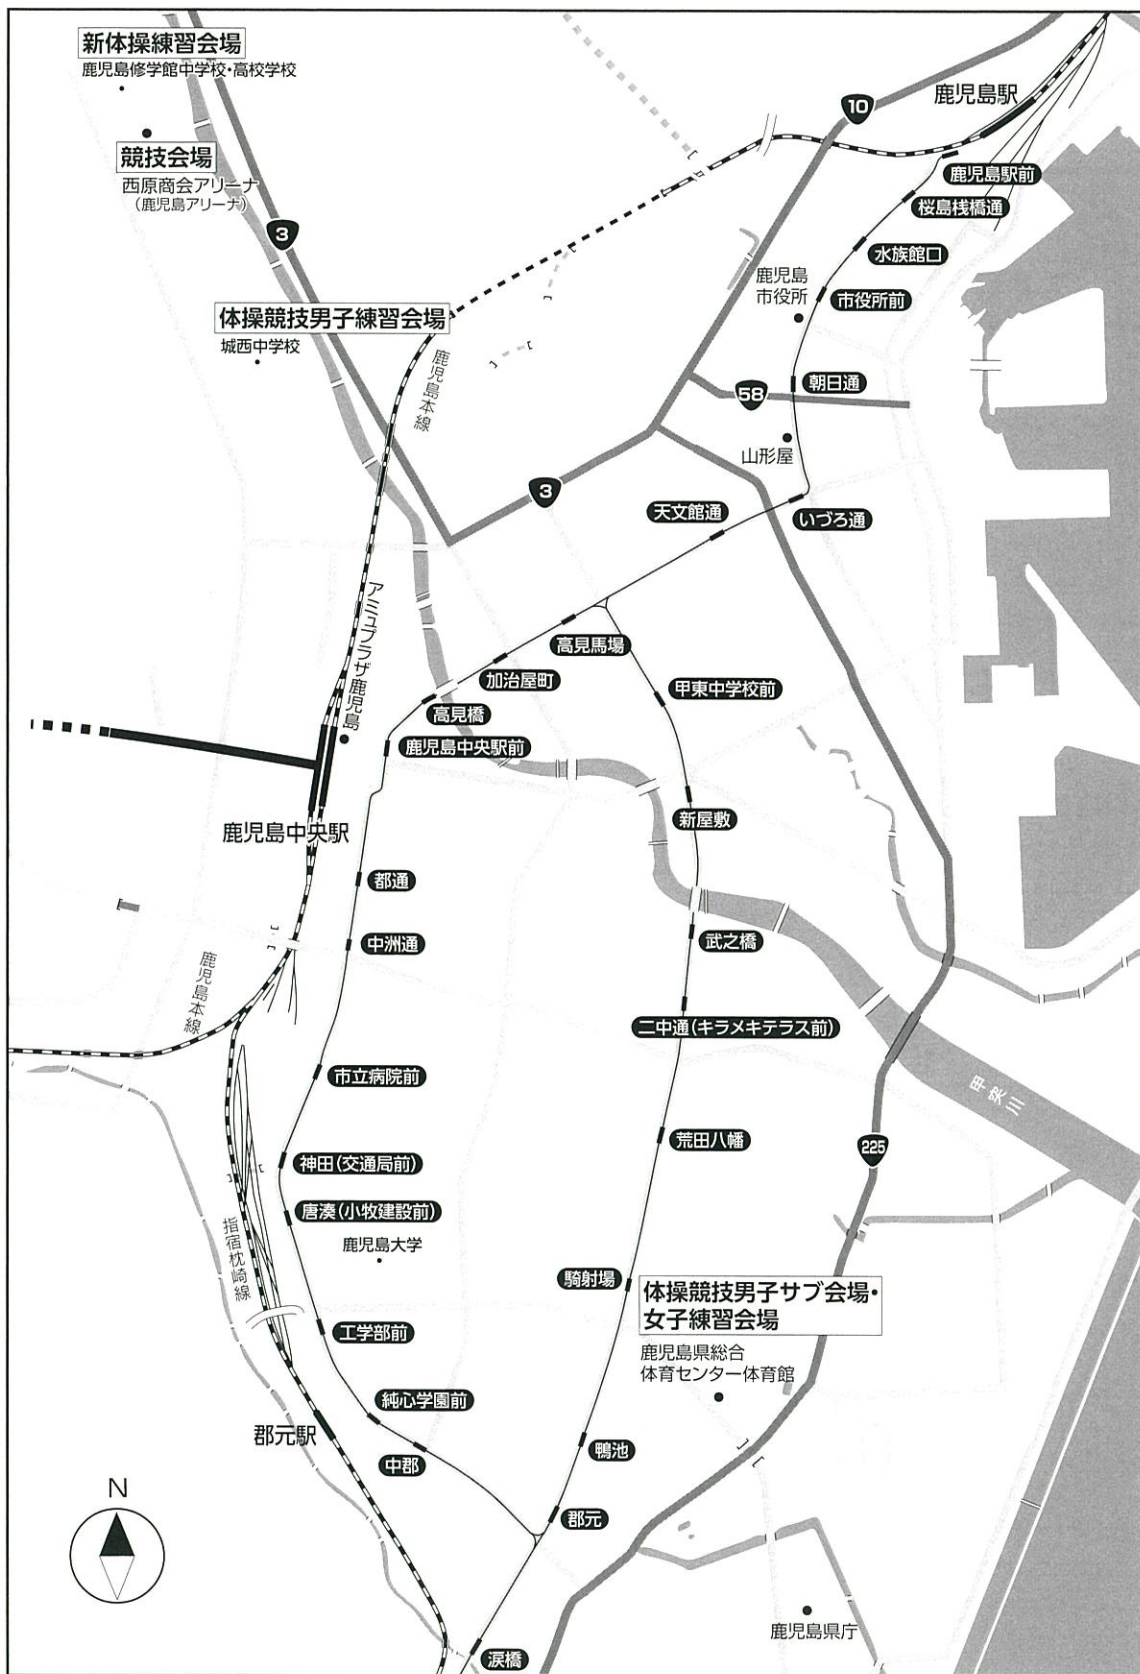 新体操練習会場
鹿児島修学館中学校・高校学校
競技会場
西原商会アリーナ
(鹿児島アリーナ)
3
10
鹿児島駅
鹿児島駅前
桜島桟橋通
水族館口
鹿児島
市役所
市役所前
体操競技男子練習会場
城西中学校
鹿児島本線
朝日通
58
山形屋
3
天文館通
いづろ通
アミュプラザ鹿児島
高見馬場
加治屋町
甲東中学校前
高見橋
鹿児島中央駅前
新屋敷
鹿児島中央駅
都通
中洲通
武之橋
鹿児島本線
二中通(キラメキテラス前)
市立病院前
甲突川
荒田八幡
225
神田(交通局前)
唐湊(小牧建設前)
鹿児島大学
指宿枕崎線
騎射場
体操競技男子サブ会場・
女子練習会場
工学部前
鹿児島県総合
体育センター体育館
純心学園前
郡元駅
中郡
鴨池
N
郡元
鹿児島県庁
涙橋